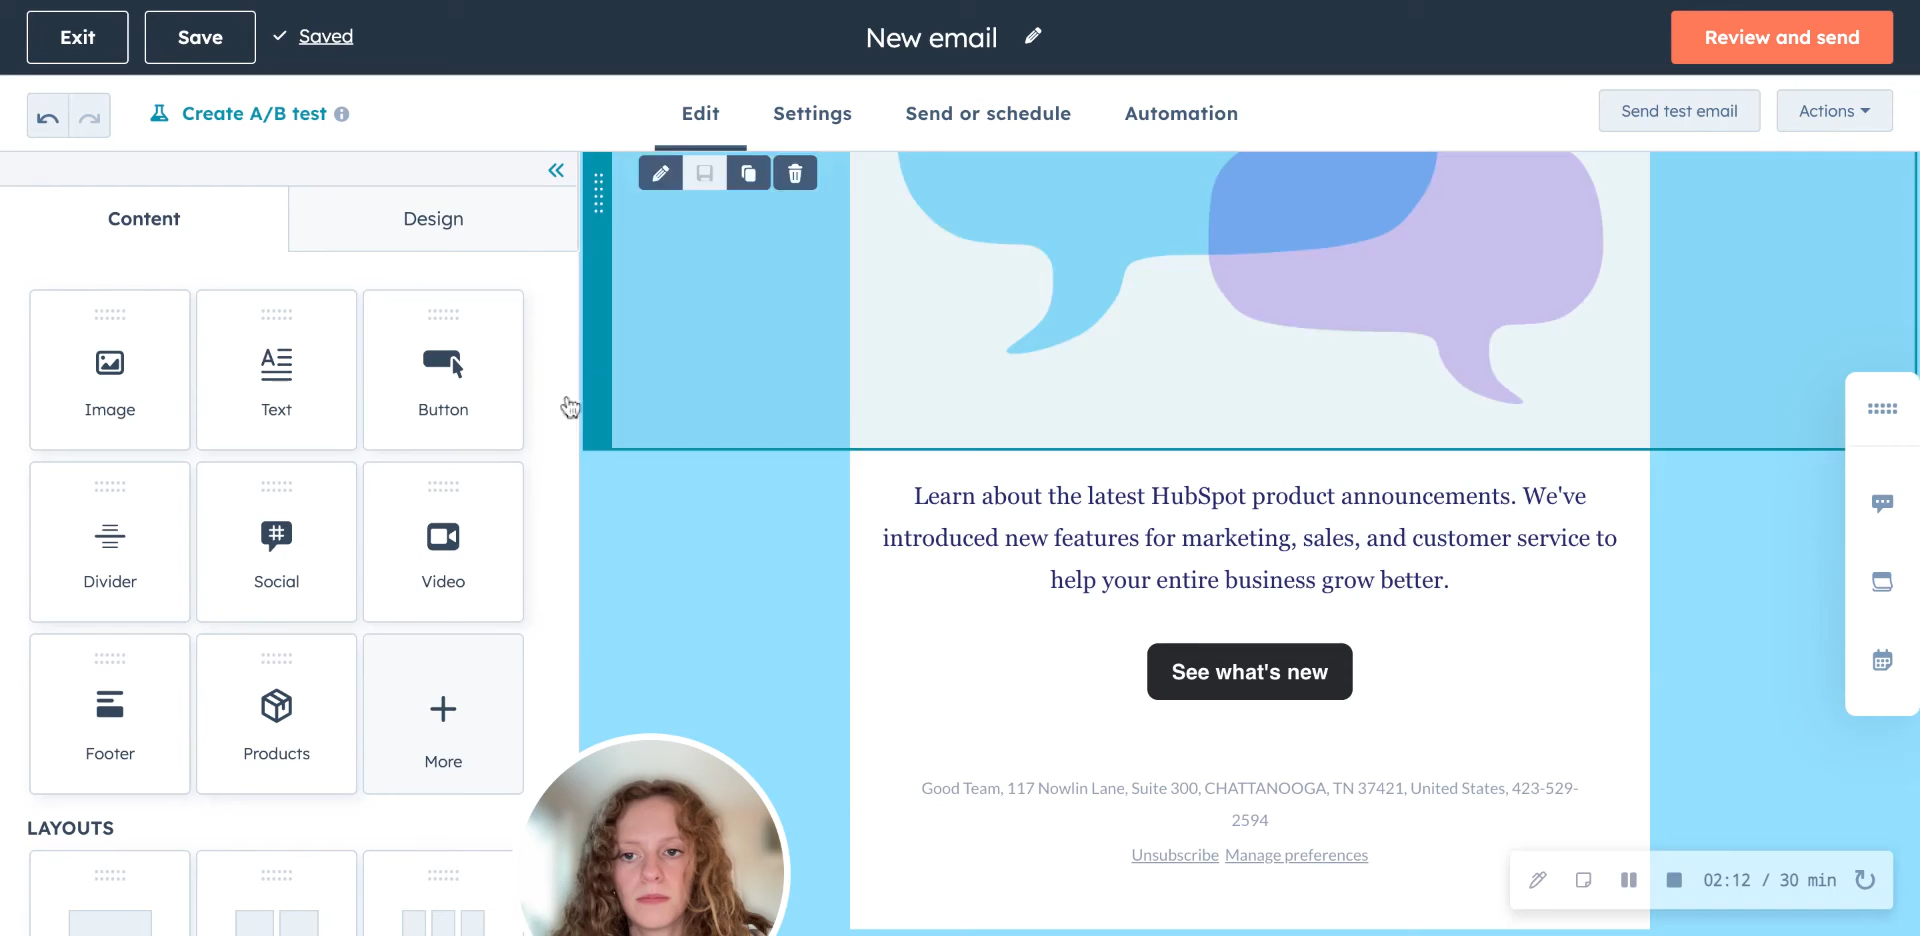 Exit
Save
Saved
New email
Review and send
Create A/B test
Edit
Settings
Send or schedule
Automation
Send test email
Actions
Content
Design
Image
Text
Button
Divider
Social
Video
Footer
Products
More
LAYOUTS
Learn about the latest HubSpot product announcements. We've
introduced new features for marketing, sales, and customer service to
help your entire business grow better.
See what's new
Good Team, 117 Nowlin Lane, Suite 300, CHATTANOOGA, TN 37421, United States, 423-529-
2594
Unsubscribe Manage preferences
02:12 / 30 min